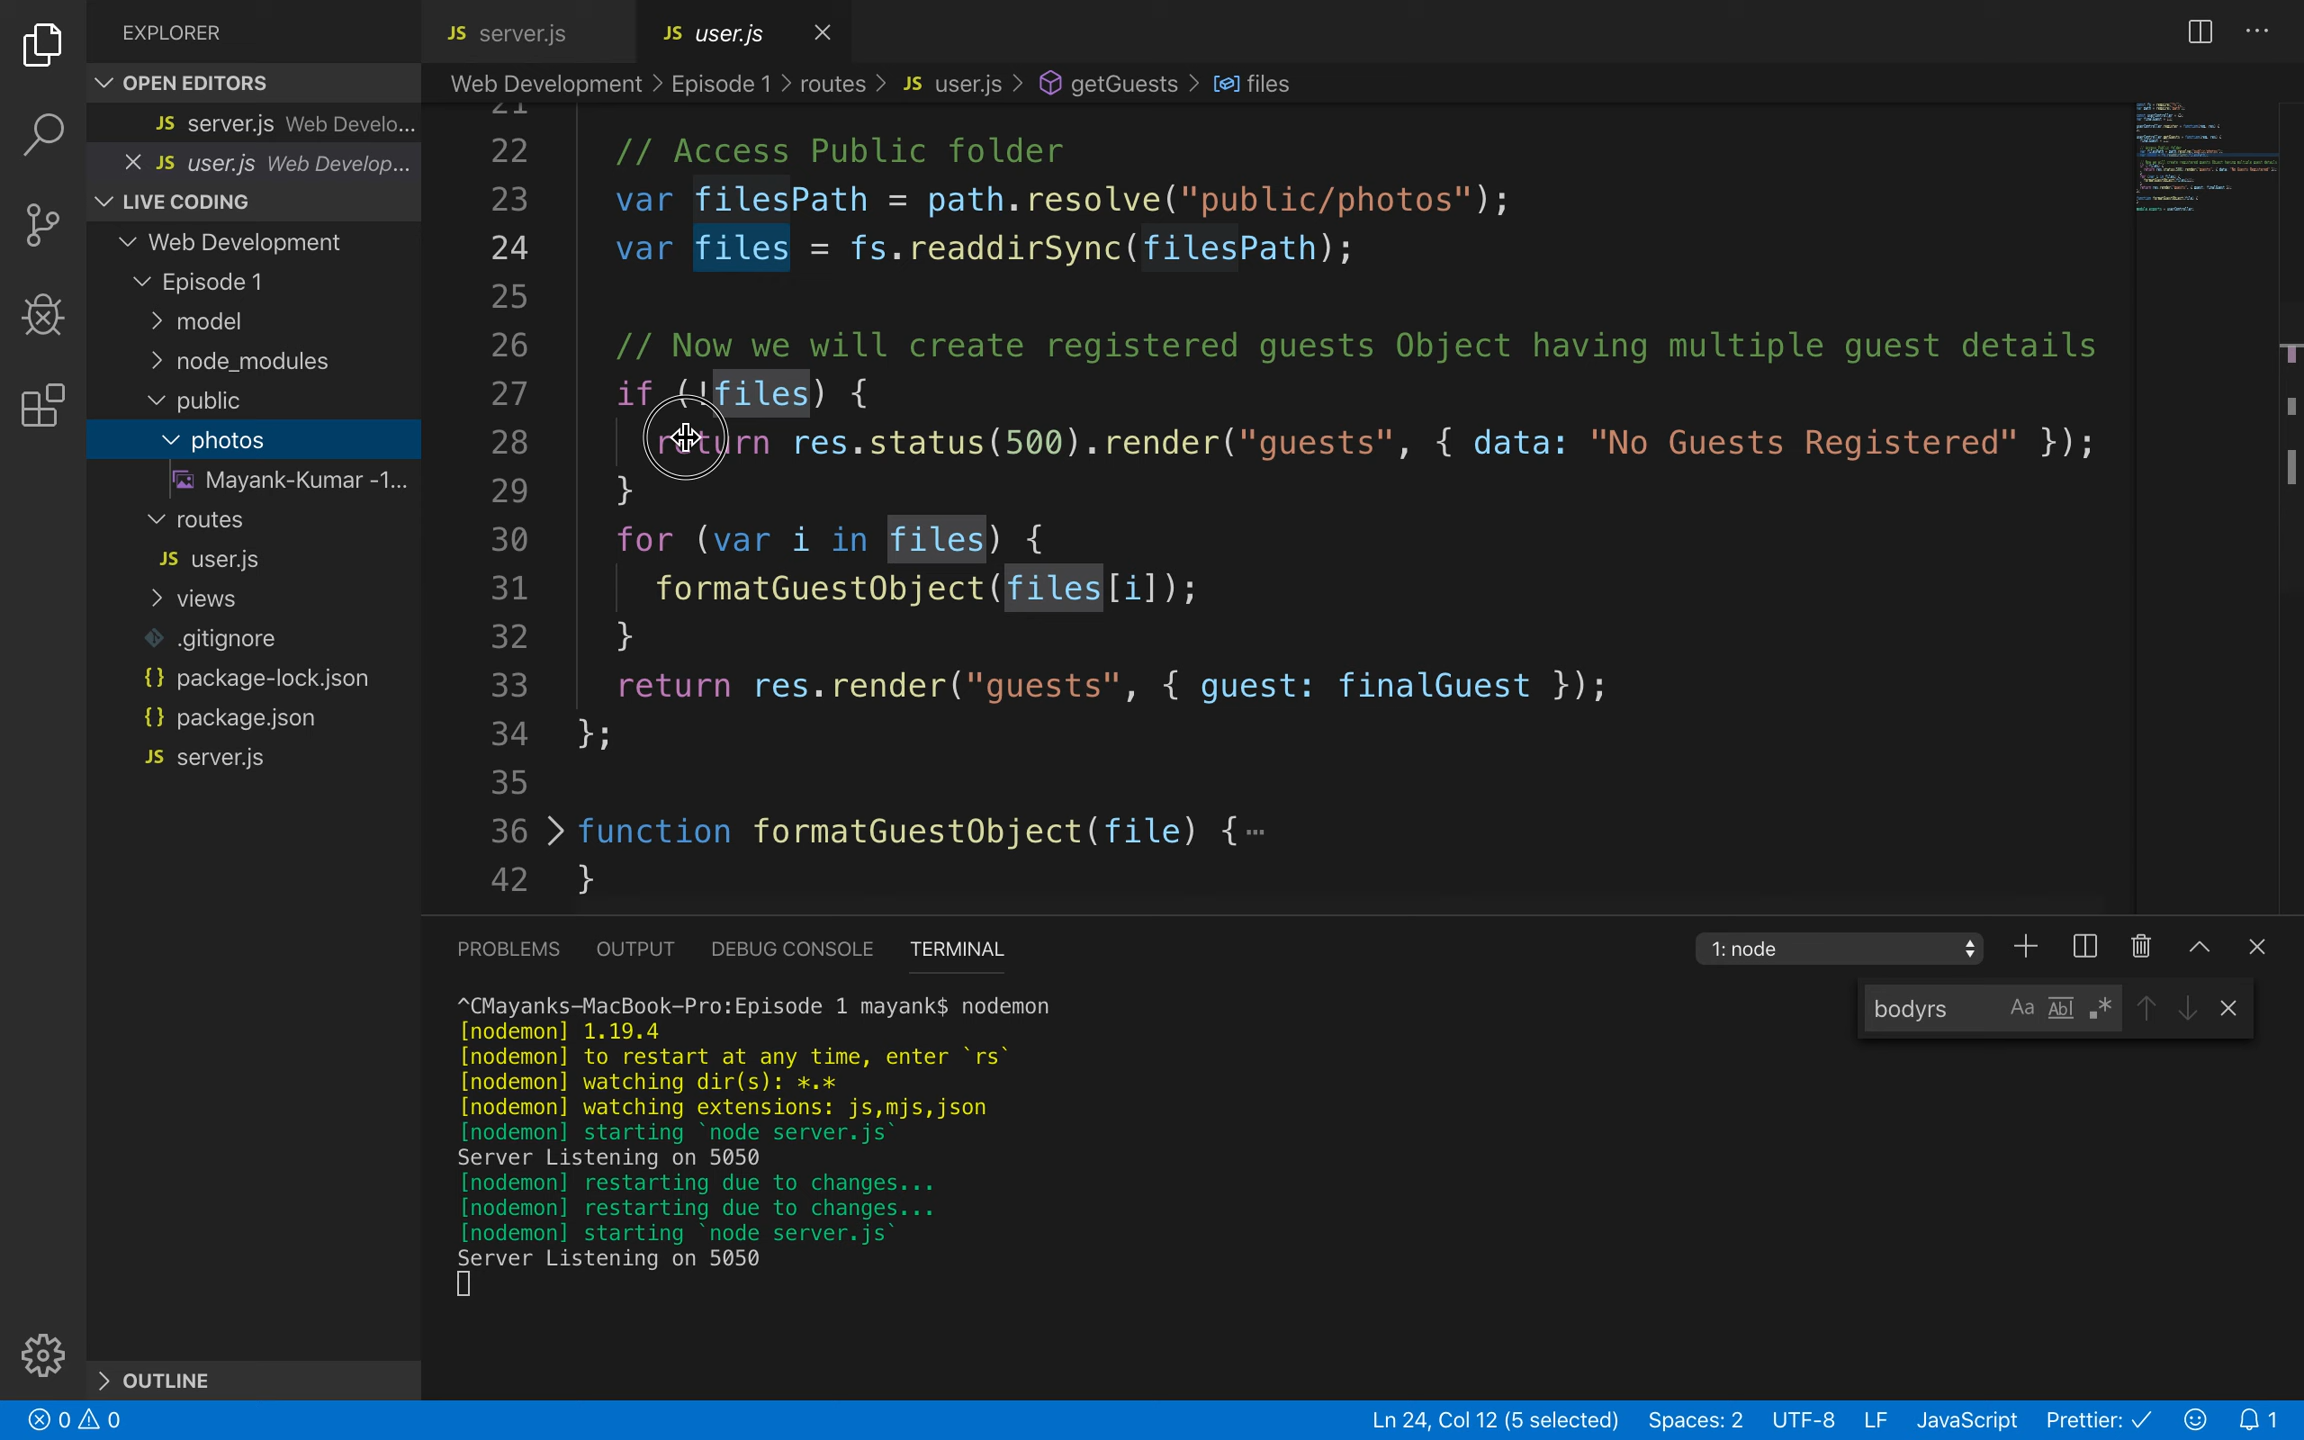 EXPLORER
OPEN EDITORS
JS server.js Web Develo...
JS user.js Web Develop...
LIVE CODING
Web Development
Episode 1
model
node_modules
public
photos
Mayank-Kumar -1...
routes
JS user.js
views
.gitignore
{} package-lock.json
{} package.json
JS server.js
OUTLINE
JS server.js
JS user.js
Web Development > Episode 1 > routes > JS user.js > getGuests > files
21
22 // Access Public folder
23 var filesPath = path.resolve("public/photos");
24 var files = fs.readdirSync(filesPath);
25
26 // Now we will create registered guests Object having multiple guest details
27 if (!files) {
28 return res.status(500).render("guests", { data: "No Guests Registered" });
29 }
30 for (var i in files) {
31 formatGuestObject(files[i]);
32 }
33 return res.render("guests", { guest: finalGuest });
34 };
35
36 function formatGuestObject(file) {…
42 }
PROBLEMS OUTPUT DEBUG CONSOLE TERMINAL
1: node
bodyrs Aa Abl .*
^CMayanks-MacBook-Pro:Episode 1 mayank$ nodemon
[nodemon] 1.19.4
[nodemon] to restart at any time, enter `rs`
[nodemon] watching dir(s): *.*
[nodemon] watching extensions: js,mjs,json
[nodemon] starting `node server.js`
Server Listening on 5050
[nodemon] restarting due to changes...
[nodemon] restarting due to changes...
[nodemon] starting `node server.js`
Server Listening on 5050
0 0
Ln 24, Col 12 (5 selected) Spaces: 2 UTF-8 LF JavaScript Prettier: ✓ 1